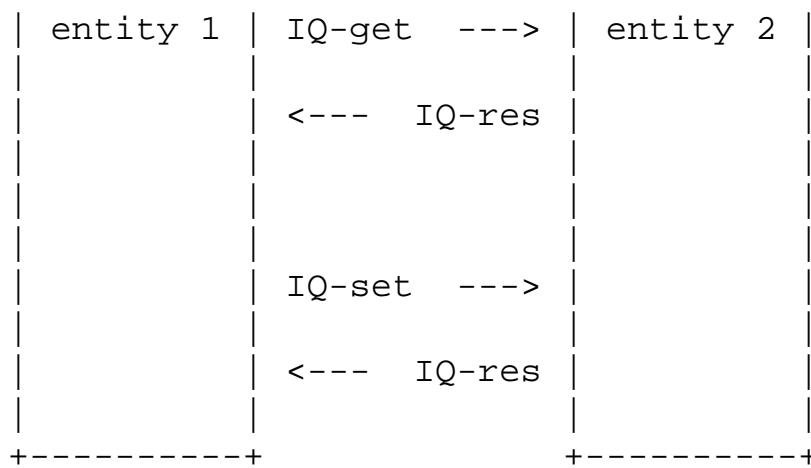 | entity 1 | IQ-get ---> | entity 2 |
| | | |
| | <--- IQ-res | |
| | | |
| | | |
| | | |
| | IQ-set ---> | |
| | | |
| | <--- IQ-res | |
| | | |
+----------+ +----------+